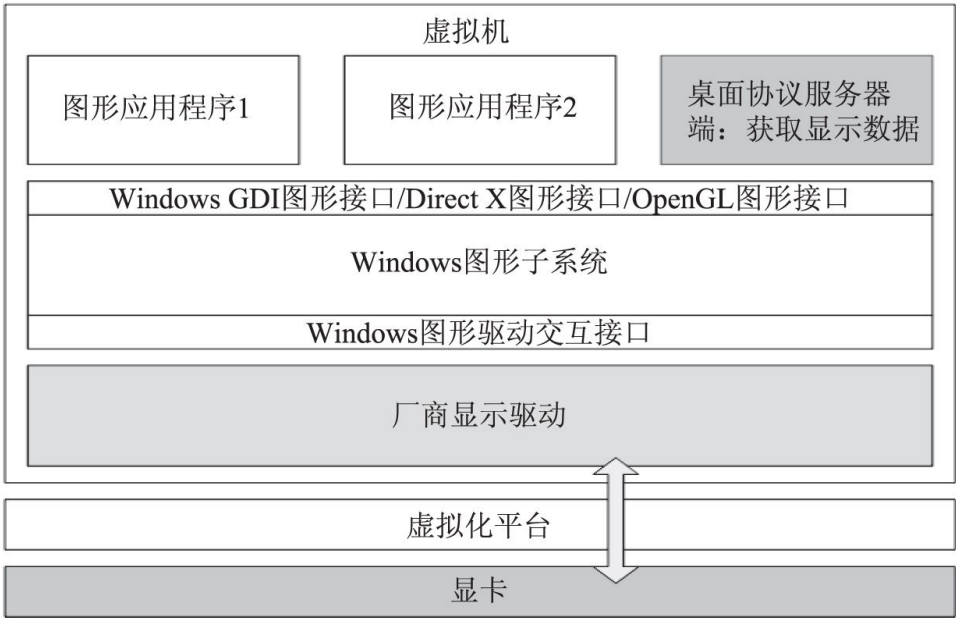 虚拟机
图形应用程序1
图形应用程序2
桌面协议服务器
端：获取显示数据
Windows GDI图形接口/Direct X图形接口/OpenGL图形接口
Windows图形子系统
Windows图形驱动交互接口
厂商显示驱动
虚拟化平台
显卡